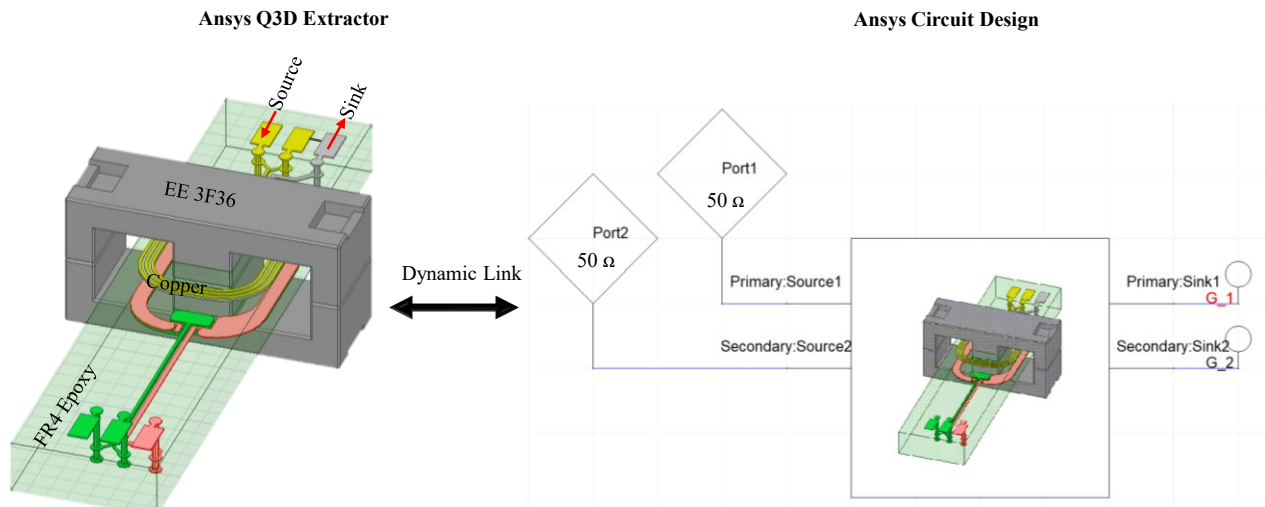 Ansys Q3D Extractor
Ansys Circuit Design
Source
Sink
EE 3F36
Copper
FR4 Epoxy
Dynamic Link
Port1
50 Ω
Port2
50 Ω
Primary:Source1
Secondary:Source2
Primary:Sink1
G_1
Secondary:Sink2
G_2